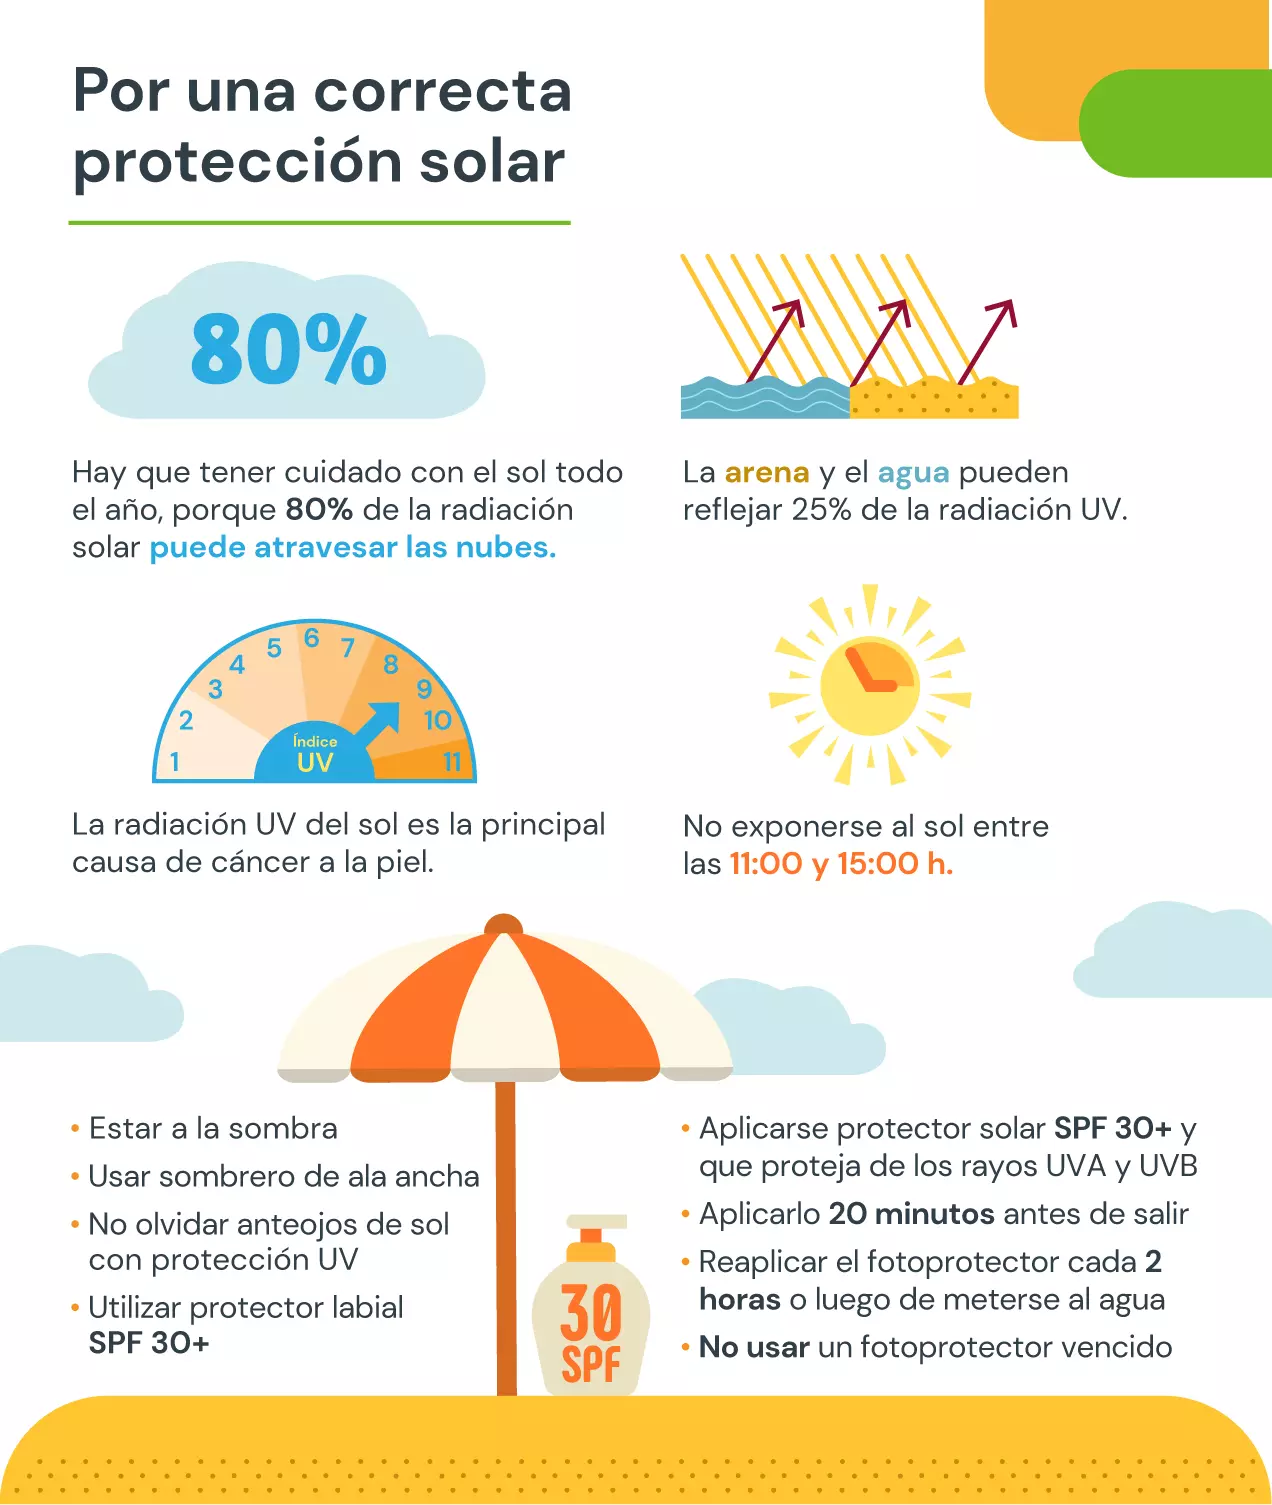 Por una correcta
protección solar
80%
Hay que tener cuidado con el sol todo
el año, porque 80% de la radiación
solar puede atravesar las nubes.
La arena y el agua pueden
reflejar 25% de la radiación UV.
1
2
3
4
5
6
7
8
9
10
11
Índice
UV
La radiación UV del sol es la principal
causa de cáncer a la piel.
No exponerse al sol entre
las 11:00 y 15:00 h.
• Estar a la sombra
• Usar sombrero de ala ancha
• No olvidar anteojos de sol
con protección UV
• Utilizar protector labial
SPF 30+
30
SPF
• Aplicarse protector solar SPF 30+ y
que proteja de los rayos UVA y UVB
• Aplicarlo 20 minutos antes de salir
• Reaplicar el fotoprotector cada 2
horas o luego de meterse al agua
• No usar un fotoprotector vencido